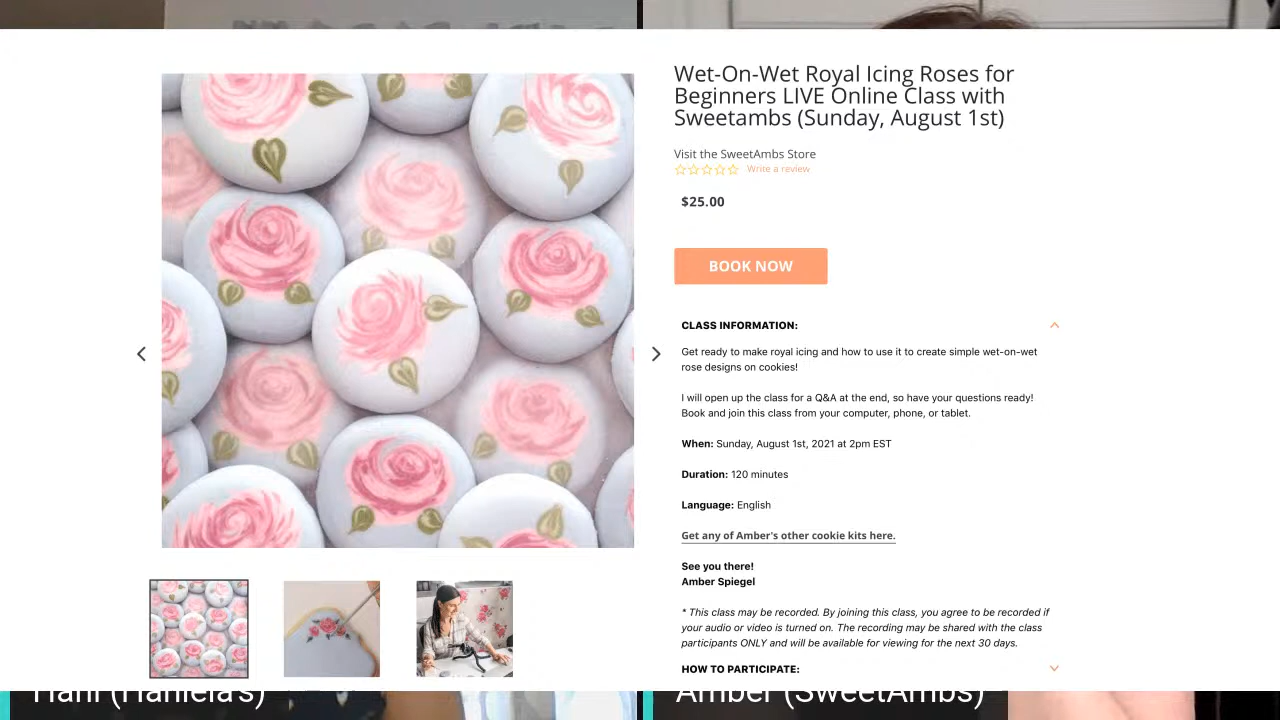 Wet-On-Wet Royal Icing Roses for
Beginners LIVE Online Class with
Sweetambs (Sunday, August 1st)
Visit the SweetAmbs Store
Write a review
$25.00
BOOK NOW
CLASS INFORMATION:
Get ready to make royal icing and how to use it to create simple wet-on-wet
rose designs on cookies!
I will open up the class for a Q&A at the end, so have your questions ready!
Book and join this class from your computer, phone, or tablet.
When: Sunday, August 1st, 2021 at 2pm EST
Duration: 120 minutes
Language: English
Get any of Amber's other cookie kits here.
See you there!
Amber Spiegel
* This class may be recorded. By joining this class, you agree to be recorded if
your audio or video is turned on. The recording may be shared with the class
participants ONLY and will be available for viewing for the next 30 days.
HOW TO PARTICIPATE:
Hani (Haniela's)
Amber (SweetAmbs)